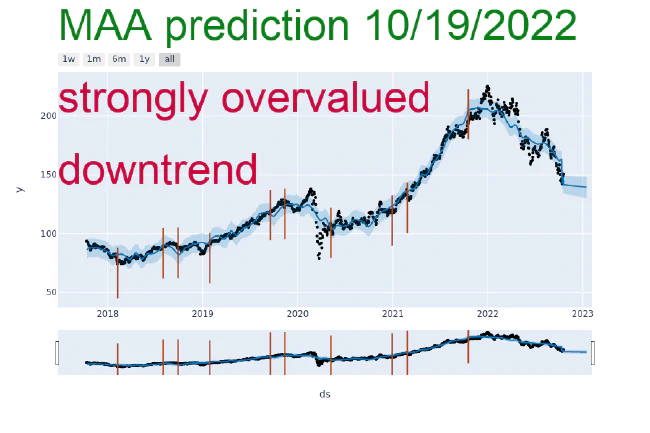 MAA prediction 10/19/2022
1w 1m 6m 1y all
strongly overvalued
200
downtrend
150
y
100
50
2018 2019 2020 2021 2022 2023
ds